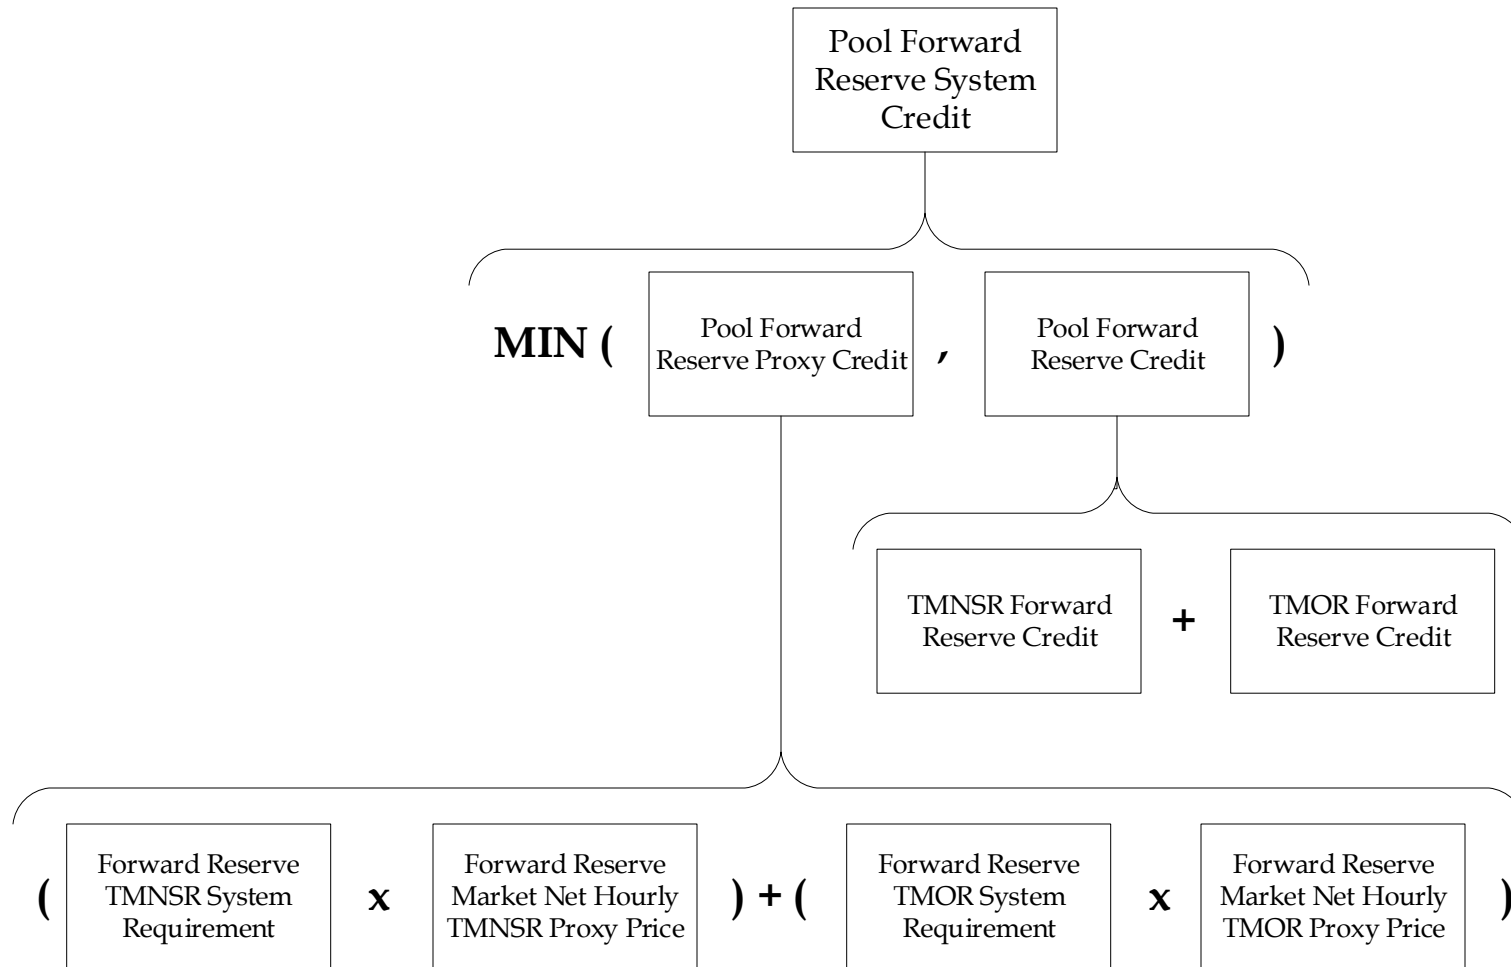 Pool Forward
Reserve System
Credit
MIN (
Pool Forward
Reserve Proxy Credit
,
Pool Forward
Reserve Credit
)
TMNSR Forward
Reserve Credit
+
TMOR Forward
Reserve Credit
(
Forward Reserve
TMNSR System
Requirement
x
Forward Reserve
Market Net Hourly
TMNSR Proxy Price
) + (
Forward Reserve
TMOR System
Requirement
x
Forward Reserve
Market Net Hourly
TMOR Proxy Price
)